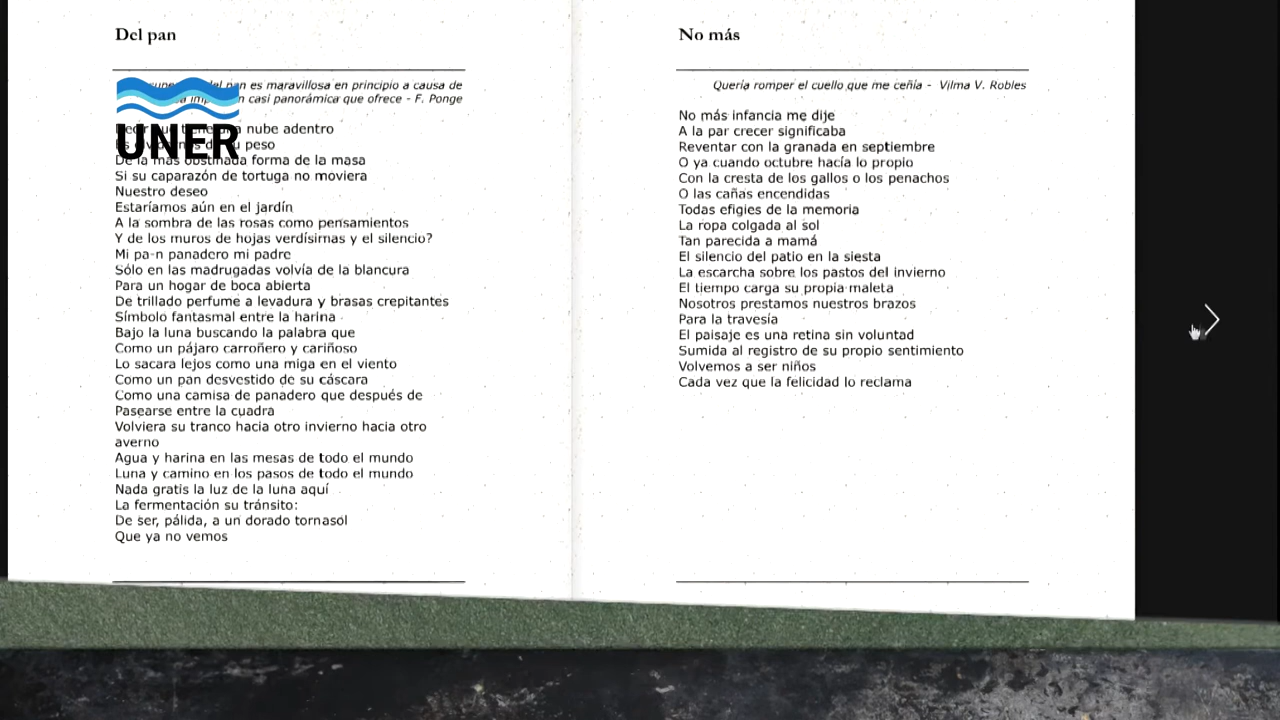 Del pan
del pan es maravillosa en principio a causa de
casi panorámica que ofrece - F. Ponge
UNER
nube adentro
peso
De la más obstinada forma de la masa
Si su caparazón de tortuga no moviera
Nuestro deseo
Estaríamos aún en el jardín
A la sombra de las rosas como pensamientos
Y de los muros de hojas verdísimas y el silencio?
Mi pa-n panadero mi padre
Sólo en las madrugadas volvía de la blancura
Para un hogar de boca abierta
De trillado perfume a levadura y brasas crepitantes
Símbolo fantasmal entre la harina
Bajo la luna buscando la palabra que
Como un pájaro carroñero y cariñoso
Lo sacara lejos como una miga en el viento
Como un pan desvestido de su cáscara
Como una camisa de panadero que después de
Pasearse entre la cuadra
Volviera su tranco hacia otro invierno hacia otro
averno
Agua y harina en las mesas de todo el mundo
Luna y camino en los pasos de todo el mundo
Nada gratis la luz de la luna aquí
La fermentación su tránsito:
De ser, pálida, a un dorado tornasol
Que ya no vemos
No más
Quería romper el cuello que me ceñía - Vilma V. Robles
No más infancia me dije
A la par crecer significaba
Reventar con la granada en septiembre
O ya cuando octubre hacía lo propio
Con la cresta de los gallos o los penachos
O las cañas encendidas
Todas efigies de la memoria
La ropa colgada al sol
Tan parecida a mamá
El silencio del patio en la siesta
La escarcha sobre los pastos del invierno
El tiempo carga su propia maleta
Nosotros prestamos nuestros brazos
Para la travesía
El paisaje es una retina sin voluntad
Sumida al registro de su propio sentimiento
Volvemos a ser niños
Cada vez que la felicidad lo reclama